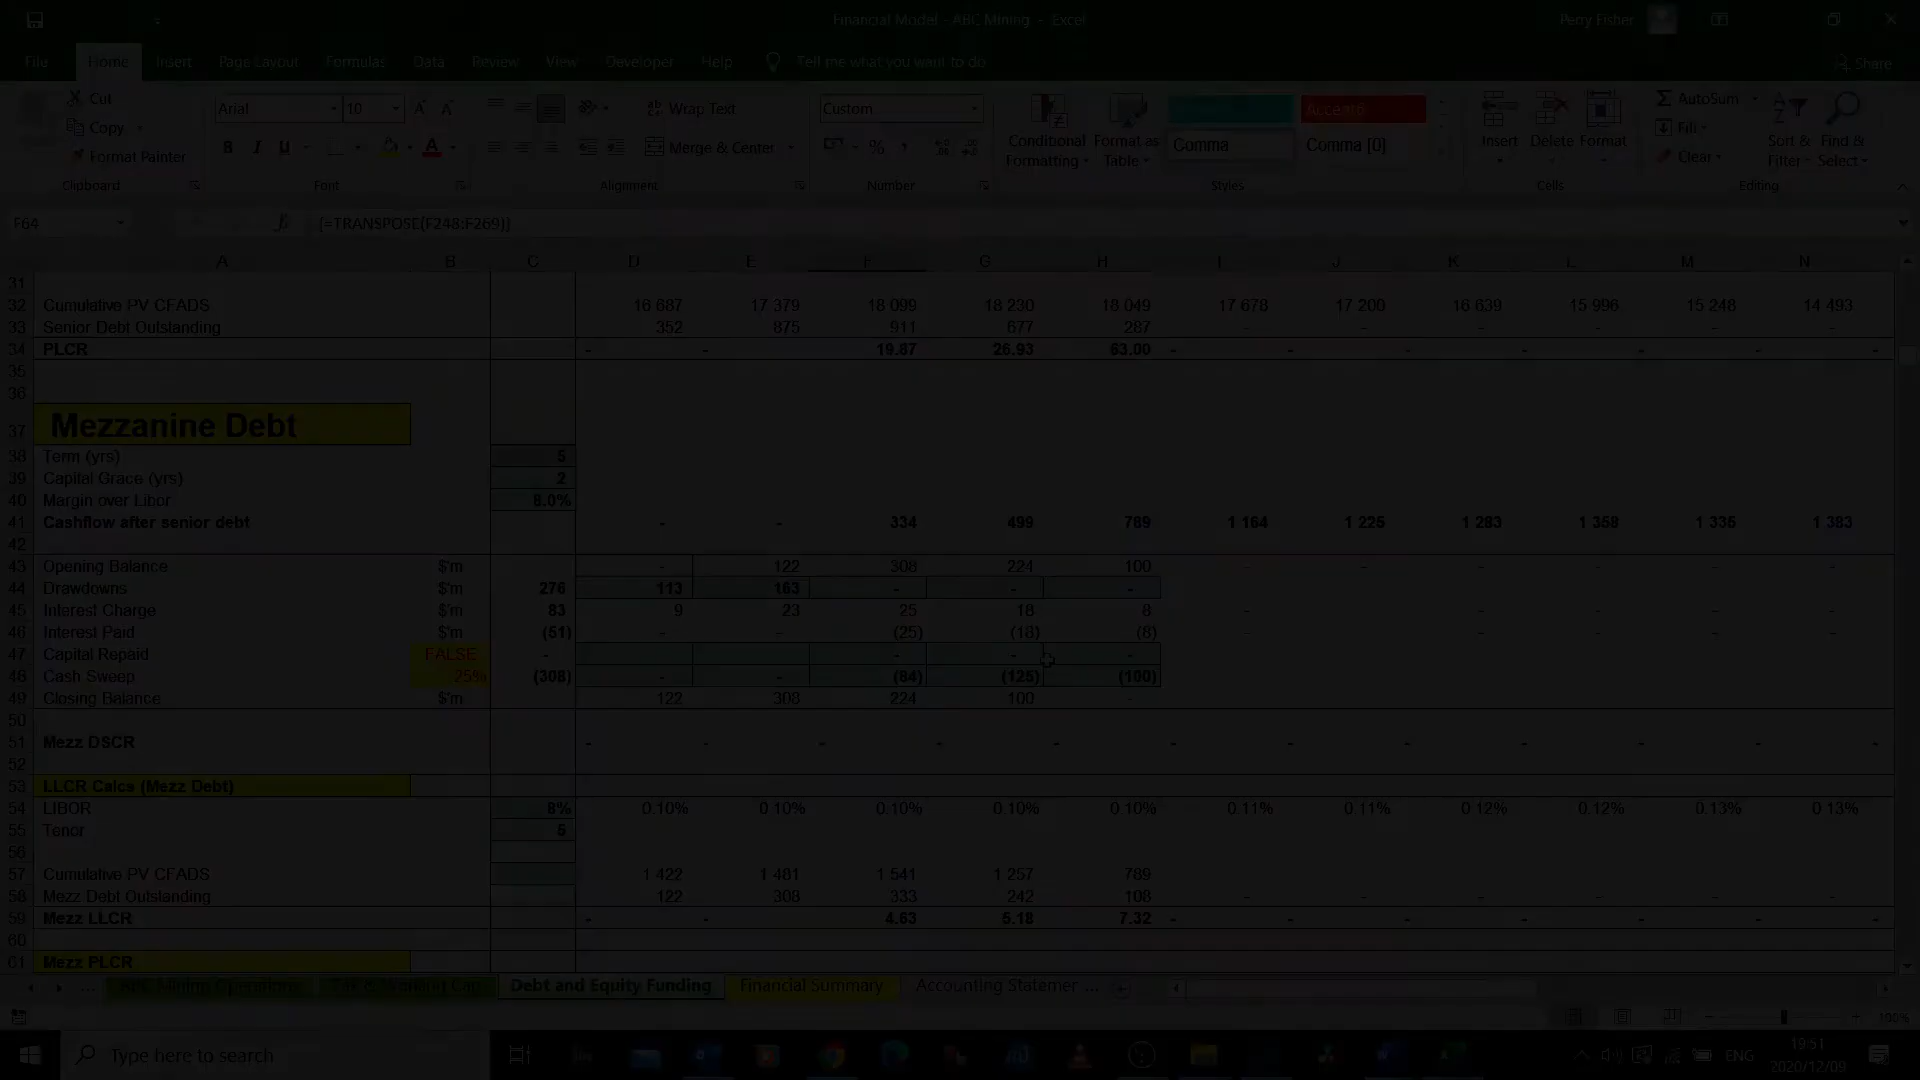 Financial Model - ABC Mining - Excel
Perry Fisher
File Home Insert Page Layout Formulas Data Review View Developer Help Tell me what you want to do Share
Cut
Copy
Format Painter
Clipboard
Arial 10
B I U
Font
Wrap Text
Merge & Center
Alignment
Custom
Number
Conditional Formatting
Format as Table
Accent6
Comma
Comma [0]
Styles
Insert Delete Format
Cells
AutoSum
Fill
Clear
Sort & Filter
Find & Select
Editing
F64 fx {=TRANSPOSE(F248:F269)}
A B C D E F G H I J K L M N
31
32 Cumulative PV CFADS 16 687 17 379 18 099 18 230 18 049 17 678 17 200 16 639 15 996 15 248 14 493
33 Senior Debt Outstanding 352 875 911 677 287 - - - - - -
34 PLCR - - 19.87 26.93 63.00 - - - - - - -
35
36
37 Mezzanine Debt
38 Term (yrs) 5
39 Capital Grace (yrs) 2
40 Margin over Libor 8.0%
41 Cashflow after senior debt - - 334 499 789 1 164 1 225 1 283 1 358 1 335 1 383
42
43 Opening Balance $'m - 122 308 224 100 - - - - - -
44 Drawdowns $'m 276 113 163 - - -
45 Interest Charge $'m 83 9 23 25 18 8 - - - - - -
46 Interest Paid $'m (51) - - (25) (18) (8) - - - - - -
47 Capital Repaid FALSE - - - -
48 Cash Sweep 25% (308) - - (84) (125) (100)
49 Closing Balance $'m 122 308 224 100 -
50
51 Mezz DSCR - - - - - - - - - - - -
52
53 LLCR Calcs (Mezz Debt)
54 LIBOR 8% 0.10% 0.10% 0.10% 0.10% 0.10% 0.11% 0.11% 0.12% 0.12% 0.13% 0.13%
55 Tenor 5
56
57 Cumulative PV CFADS 1 422 1 481 1 541 1 257 789
58 Mezz Debt Outstanding 122 308 333 242 108 - - - - - -
59 Mezz LLCR - - 4.63 5.18 7.32 - - - - - - -
60
61 Mezz PLCR
... ABC Mining Operations Debt and Equity Funding Financial Summary Accounting Statemer ...
100%
Type here to search
ENG
19:51
2020/12/09